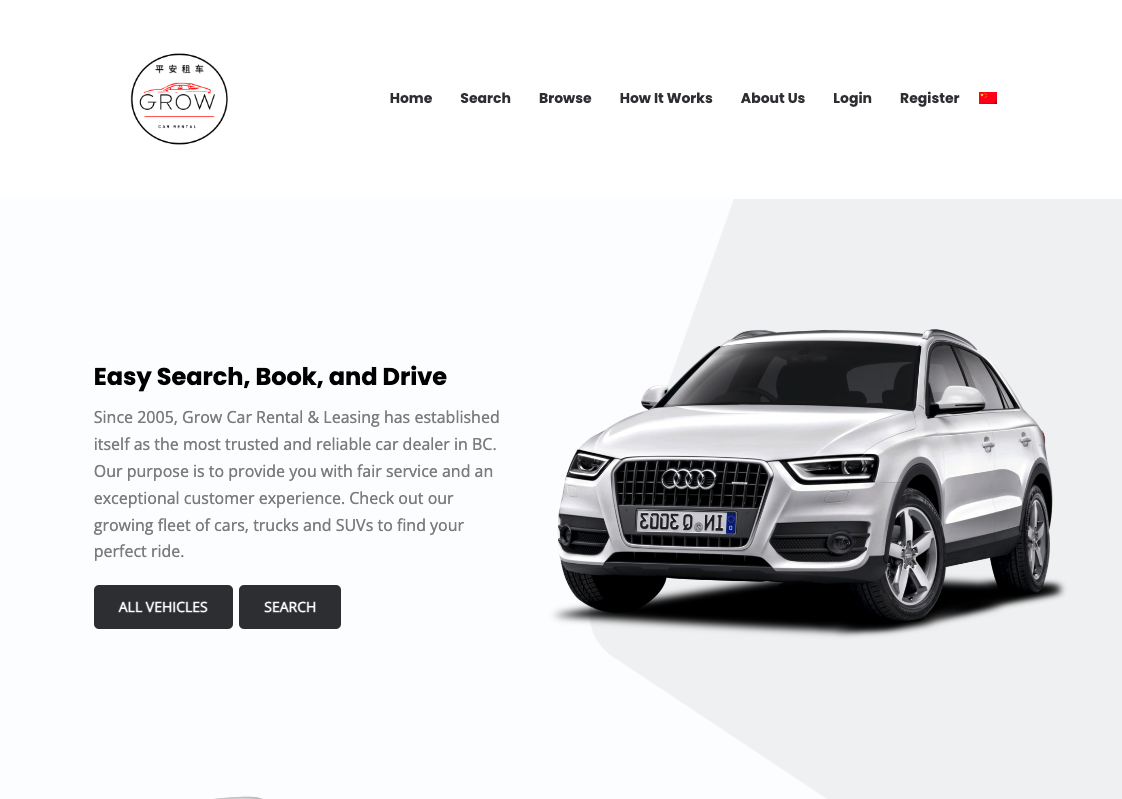 平安租车
GROW
CAR RENTAL
Home Search Browse How It Works About Us Login Register
Easy Search, Book, and Drive
Since 2005, Grow Car Rental & Leasing has established
itself as the most trusted and reliable car dealer in BC.
Our purpose is to provide you with fair service and an
exceptional customer experience. Check out our
growing fleet of cars, trucks and SUVs to find your
perfect ride.
IN Q 3003
D
ALL VEHICLES SEARCH